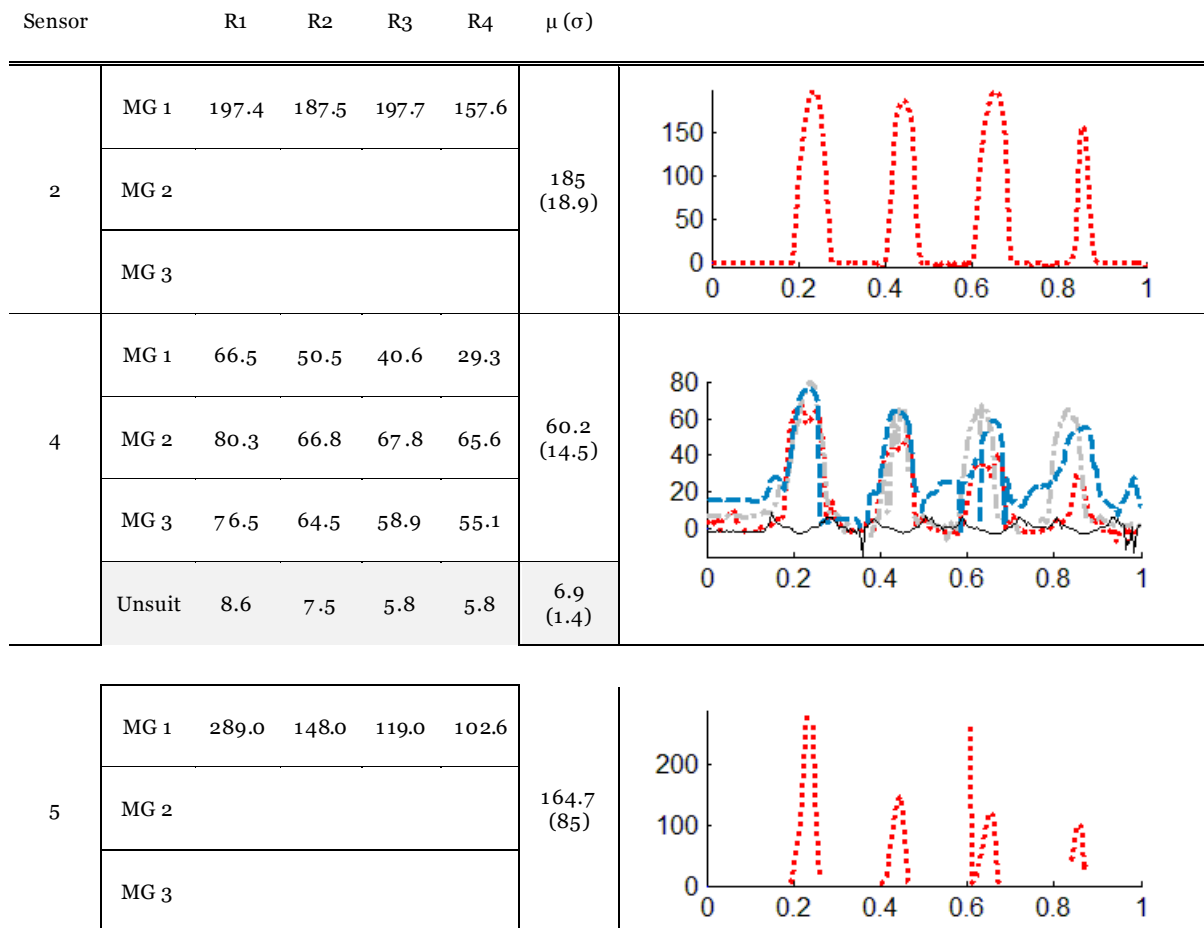 Sensor R1 R2 R3 R4 μ (σ)
2
MG 1 197.4 187.5 197.7 157.6
MG 2
MG 3
185
(18.9)
150
100
50
0
0 0.2 0.4 0.6 0.8 1
4
MG 1 66.5 50.5 40.6 29.3
MG 2 80.3 66.8 67.8 65.6
MG 3 76.5 64.5 58.9 55.1
60.2
(14.5)
Unsuit 8.6 7.5 5.8 5.8
6.9
(1.4)
80
60
40
20
0
0 0.2 0.4 0.6 0.8 1
5
MG 1 289.0 148.0 119.0 102.6
MG 2
MG 3
164.7
(85)
200
100
0
0 0.2 0.4 0.6 0.8 1